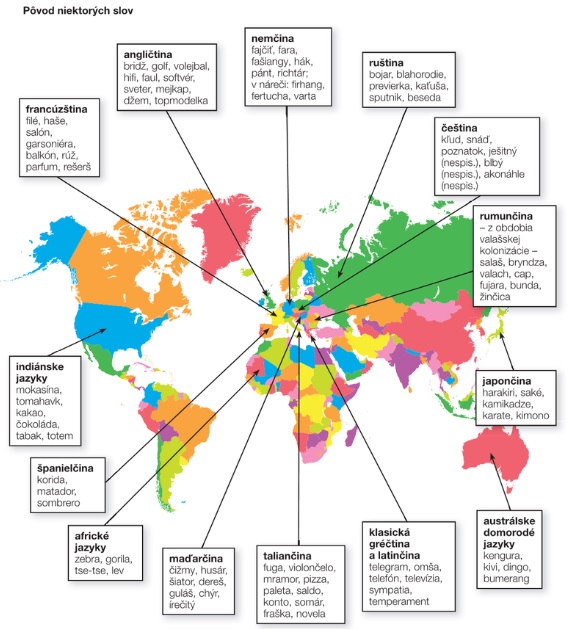 Pôvod niektorých slov
nemčina
fajčiť, fara,
fašiangy, hák,
pánt, richtár;
v nárečí: firhang,
fertucha, varta
angličtina
bridž, golf, volejbal,
hifi, faul, softvér,
sveter, mejkap,
džem, topmodelka
ruština
bojar, blahorodie,
previerka, kaťuša,
sputnik, beseda
francúzština
filé, haše,
salón,
garsoniéra,
balkón, rúž,
parfum, rešerš
čeština
kľud, snáď,
poznatok, ješitný
(nespis.), blbý
(nespis.), akonáhle
(nespis.)
rumunčina
– z obdobia
valašskej
kolonizácie –
salaš, bryndza,
valach, cap,
fujara, bunda,
žinčica
indiánske
jazyky
mokasína,
tomahavk,
kakao,
čokoláda,
tabak, totem
japončina
harakiri, saké,
kamikadze,
karate, kimono
španielčina
korida,
matador,
sombrero
africké
jazyky
zebra, gorila,
tse-tse, lev
maďarčina
čižmy, husár,
šiator, dereš,
guláš, chýr,
írečitý
taliančina
fuga, violončelo,
mramor, pizza,
paleta, saldo,
konto, somár,
fraška, novela
klasická
gréčtina
a latinčina
telegram, omša,
telefón, televízia,
sympatia,
temperament
austrálske
domorodé
jazyky
kengura,
kivi, dingo,
bumerang